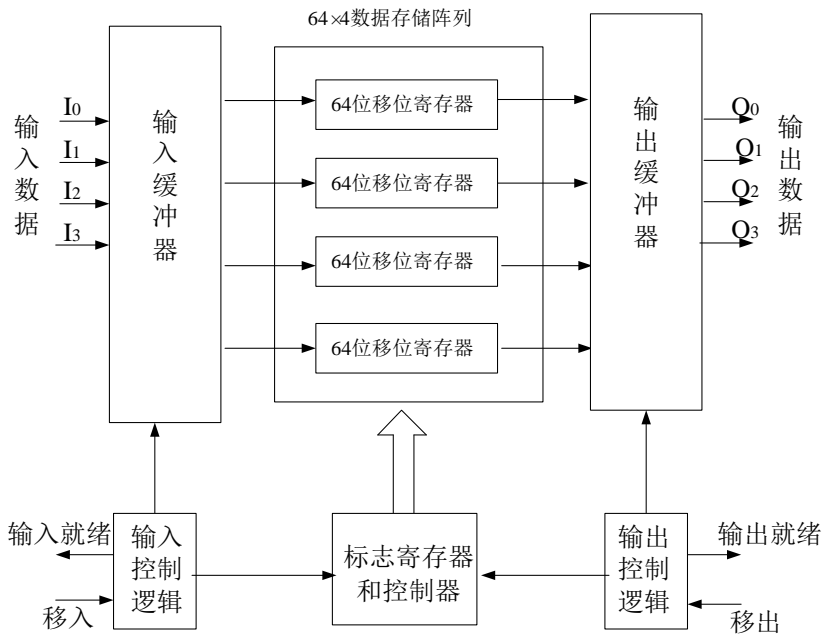 64×4数据存储阵列
输入数据
I0
I1
I2
I3
输入缓冲器
64位移位寄存器
64位移位寄存器
64位移位寄存器
64位移位寄存器
输出缓冲器
O0
O1
O2
O3
输出数据
输入就绪
移入
输入
控制
逻辑
标志寄存器
和控制器
输出
控制
逻辑
输出就绪
移出